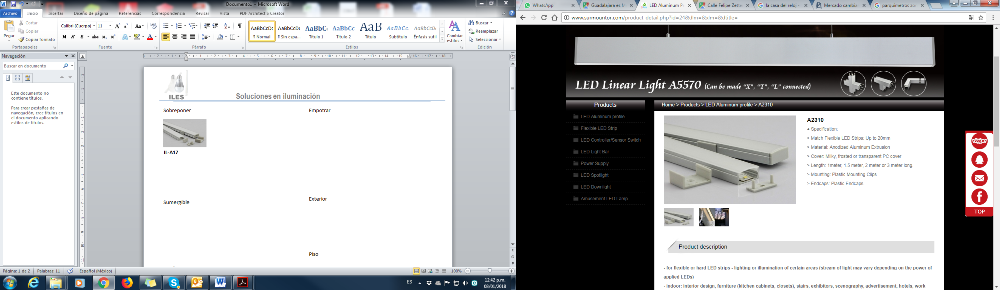 Documento1 - Microsoft Word
Archivo Inicio Insertar Diseño de página Referencias Correspondencia Revisar Vista PDF Architect 5 Creator
Pegar
Cortar
Copiar
Copiar formato
Portapapeles
Calibri (Cuerpo) 11
Fuente
Párrafo
AaBbCcDc AaBbCcDc AaBbCc AaBbCc AaB AaBbCc. AaBbCcDc
¶ Normal ¶ Sin espa... Título 1 Título 2 Título Subtítulo Énfasis sutil
Cambiar estilos
Estilos
Buscar
Reemplazar
Seleccionar
Edición
Navegación
Buscar en documento
Este documento no
contiene títulos.
Para crear pestañas de
navegación, cree títulos en
el documento aplicando
estilos de títulos.
ILES
Soluciones en iluminación
Sobreponer
Empotrar
IL-A17
Sumergible
Exterior
Piso
Página: 1 de 2 Palabras: 11 Español (México) 100%
ES 12:42 p.m.
08/01/2018
WhatsApp Guadalajara es M LED Aluminum P Calle Felipe Zette la casa del reloj - Mercado cambia parquimetros zo
www.surmountor.com/product_detail.php?id=24&dlm=&xlm=&dtitle=
LED Linear Light A5570 (Can be made “X”, “T”, “L” connected)
Products
LED Aluminum profile
Flexible LED Strip
LED Controller/Sensor Switch
LED Light Bar
Power Supply
LED Spotlight
LED Downlight
Amusement LED Lamp
Home > Products > LED Aluminum profile > A2310
A2310
● Specification:
> Match Flexible LED Strips: Up to 20mm
> Material: Anodized Aluminum Extrusion
> Cover: Milky, frosted or transparent PC cover
> Length: 1meter, 1.5 meter, 2 meter or 3 meter long.
> Mounting: Plastic Mounting Clips
> Endcaps: Plastic Endcaps.
skype
TOP
Product description
- for flexible or hard LED strips - lighting or illumination of certain areas (stream of light may vary depending on the power of
applied LEDs)
- indoor: interior design, furniture (kitchen cabinets, closets), stairs, exhibitors, scenography, advertisement, hotels, work